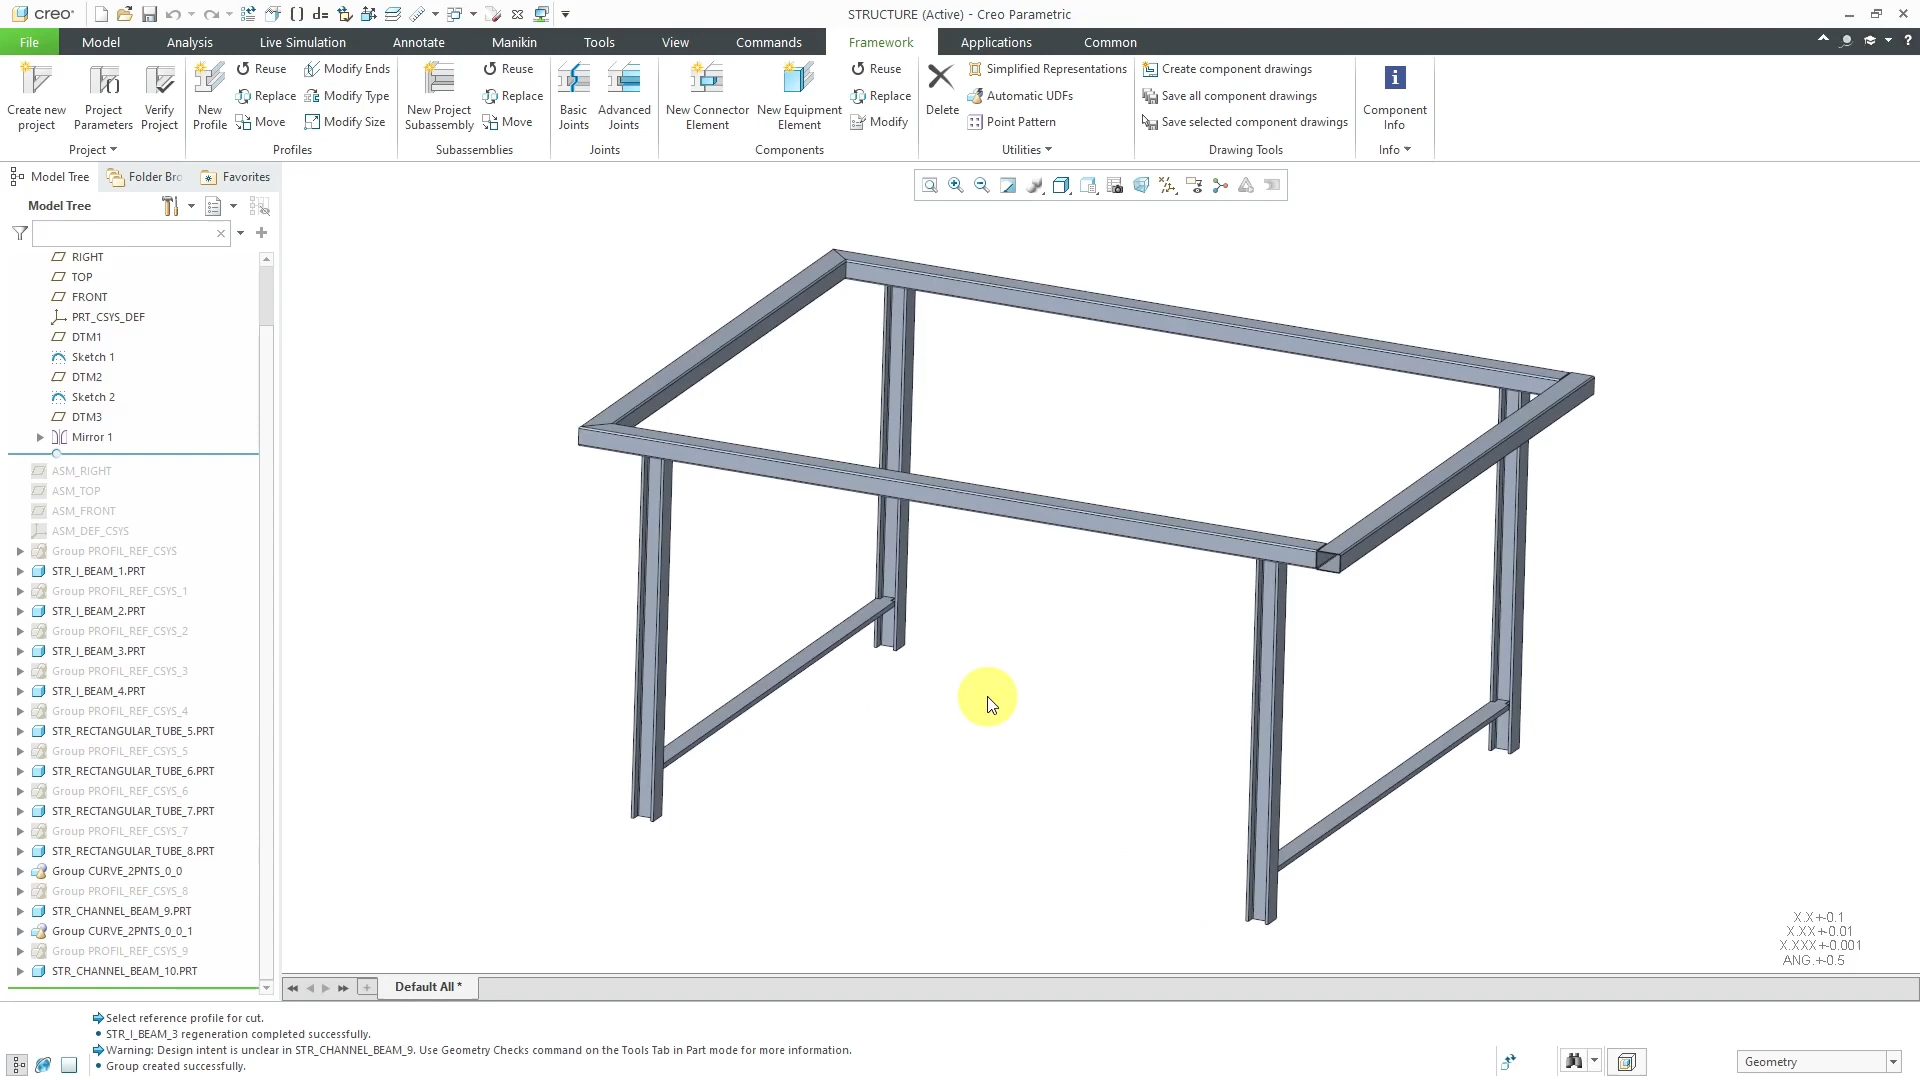 creo®
STRUCTURE (Active) - Creo Parametric
File
Model
Analysis
Live Simulation
Annotate
Manikin
Tools
View
Commands
Framework
Applications
Common
Create new project
Project Parameters
Verify Project
Project
New Profile
Reuse
Replace
Move
Modify Ends
Modify Type
Modify Size
Profiles
New Project Subassembly
Reuse
Replace
Move
Subassemblies
Basic Joints
Advanced Joints
Joints
New Connector Element
New Equipment Element
Reuse
Replace
Modify
Components
Delete
Simplified Representations
Automatic UDFs
Point Pattern
Utilities
Create component drawings
Save all component drawings
Save selected component drawings
Drawing Tools
Component Info
Info
Model Tree
Folder Bro
Favorites
Model Tree
RIGHT
TOP
FRONT
PRT_CSYS_DEF
DTM1
Sketch 1
DTM2
Sketch 2
DTM3
Mirror 1
ASM_RIGHT
ASM_TOP
ASM_FRONT
ASM_DEF_CSYS
Group PROFIL_REF_CSYS
STR_I_BEAM_1.PRT
Group PROFIL_REF_CSYS_1
STR_I_BEAM_2.PRT
Group PROFIL_REF_CSYS_2
STR_I_BEAM_3.PRT
Group PROFIL_REF_CSYS_3
STR_I_BEAM_4.PRT
Group PROFIL_REF_CSYS_4
STR_RECTANGULAR_TUBE_5.PRT
Group PROFIL_REF_CSYS_5
STR_RECTANGULAR_TUBE_6.PRT
Group PROFIL_REF_CSYS_6
STR_RECTANGULAR_TUBE_7.PRT
Group PROFIL_REF_CSYS_7
STR_RECTANGULAR_TUBE_8.PRT
Group CURVE_2PNTS_0_0
Group PROFIL_REF_CSYS_8
STR_CHANNEL_BEAM_9.PRT
Group CURVE_2PNTS_0_0_1
Group PROFIL_REF_CSYS_9
STR_CHANNEL_BEAM_10.PRT
X.X+-0.1
X.XX+-0.01
X.XXX+-0.001
ANG.+-0.5
Default All *
Select reference profile for cut.
STR_I_BEAM_3 regeneration completed successfully.
Warning: Design intent is unclear in STR_CHANNEL_BEAM_9. Use Geometry Checks command on the Tools Tab in Part mode for more information.
Group created successfully.
Geometry